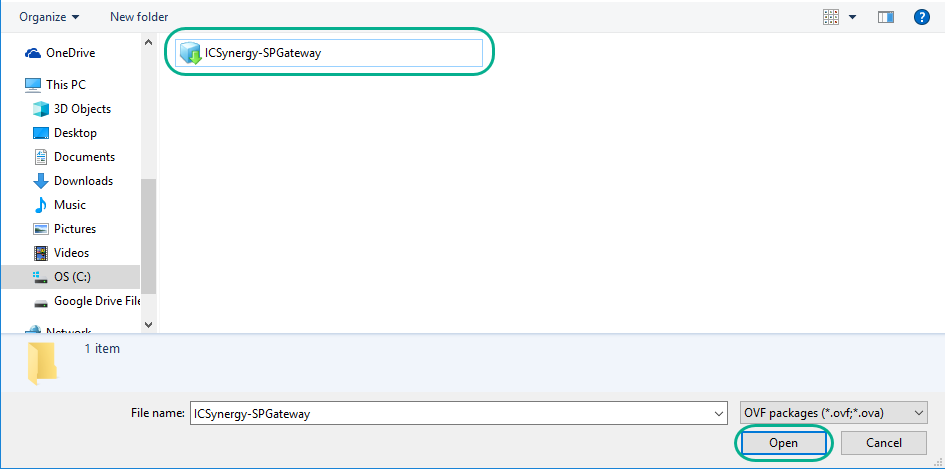 Organize
New folder
?
OneDrive
This PC
3D Objects
Desktop
Documents
Downloads
Music
Pictures
Videos
OS (C:)
Google Drive File
Network
ICSynergy-SPGateway
1 item
File name: ICSynergy-SPGateway
OVF packages (*.ovf;*.ova)
Open
Cancel